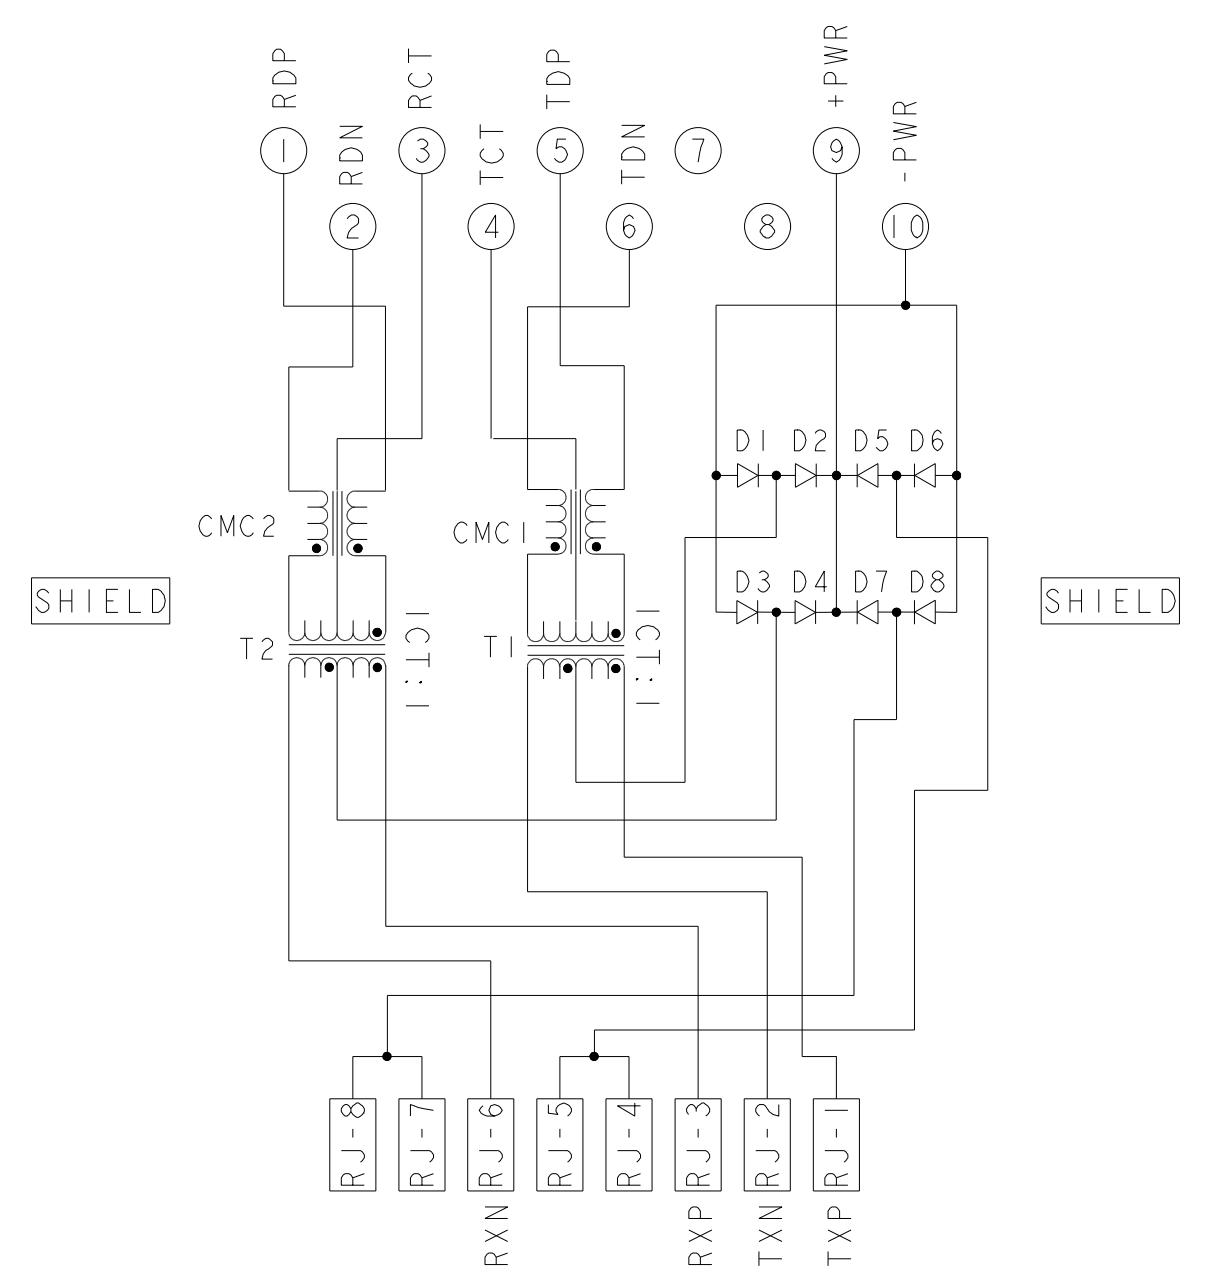 RDP
RCT
TDP
+PWR
RDN
TCT
TDN
-PWR
1
3
5
7
9
2
4
6
8
10
D1
D2
D5
D6
CMC2
CMC1
SHIELD
D3
D4
D7
D8
SHIELD
T2
1CT:1
T1
1CT:1
RJ-8
RJ-7
RJ-6
RJ-5
RJ-4
RJ-3
RJ-2
RJ-1
RXN
RXP
TXN
TXP